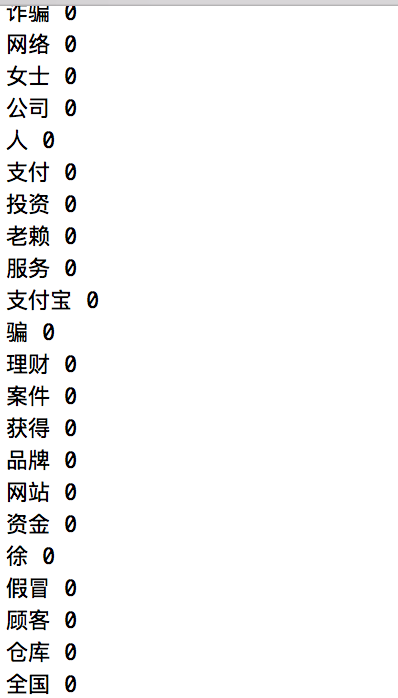 诈骗 0
网络 0
女士 0
公司 0
人 0
支付 0
投资 0
老赖 0
服务 0
支付宝 0
骗 0
理财 0
案件 0
获得 0
品牌 0
网站 0
资金 0
徐 0
假冒 0
顾客 0
仓库 0
全国 0